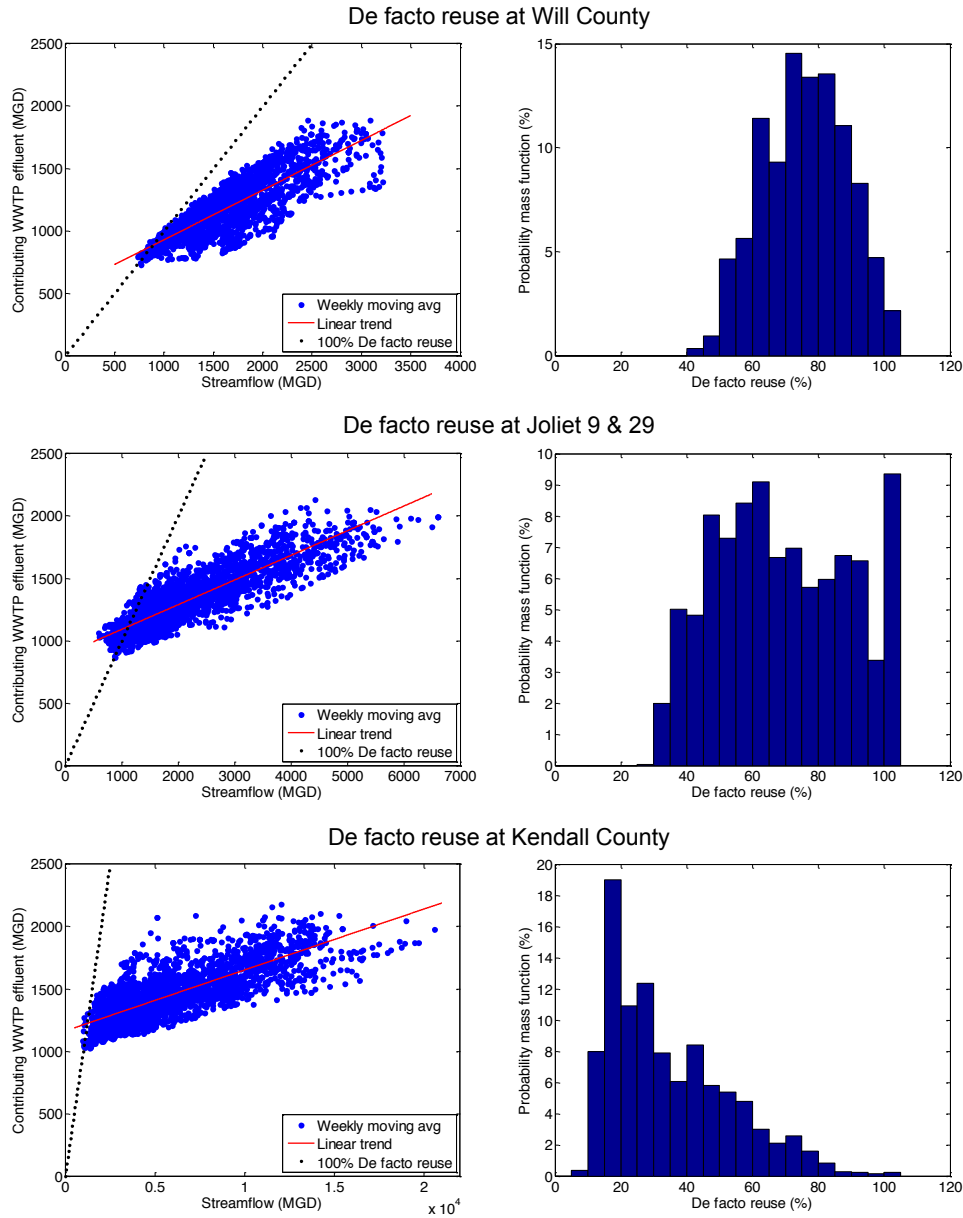 De facto reuse at Will County
2500
2000
1500
1000
500
0
Contributing WWTP effluent (MGD)
0 500 1000 1500 2000 2500 3000 3500 4000
Streamflow (MGD)
Weekly moving avg
Linear trend
100% De facto reuse
15
10
5
0
Probability mass function (%)
0 20 40 60 80 100 120
De facto reuse (%)
De facto reuse at Joliet 9 & 29
2500
2000
1500
1000
500
0
Contributing WWTP effluent (MGD)
0 1000 2000 3000 4000 5000 6000 7000
Streamflow (MGD)
Weekly moving avg
Linear trend
100% De facto reuse
10
9
8
7
6
5
4
3
2
1
0
Probability mass function (%)
0 20 40 60 80 100 120
De facto reuse (%)
De facto reuse at Kendall County
2500
2000
1500
1000
500
0
Contributing WWTP effluent (MGD)
0 0.5 1 1.5 2
x 10⁴
Streamflow (MGD)
Weekly moving avg
Linear trend
100% De facto reuse
20
18
16
14
12
10
8
6
4
2
0
Probability mass function (%)
0 20 40 60 80 100 120
De facto reuse (%)